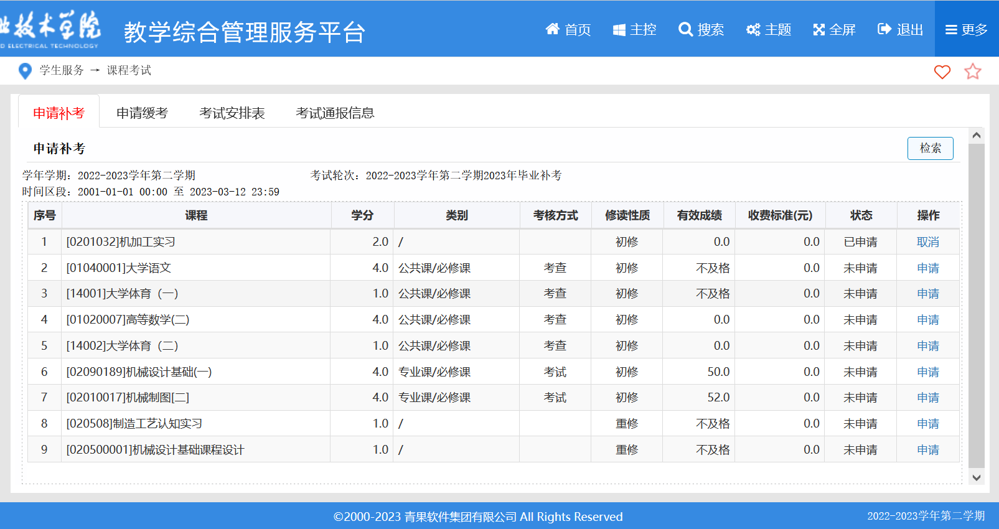 业技术学院
D ELECTRICAL TECHNOLOGY
教学综合管理服务平台
首页 主控 搜索 主题 全屏 退出 更多
学生服务 → 课程考试
申请补考 申请缓考 考试安排表 考试通报信息
申请补考 检索
学年学期：2022-2023学年第二学期 考试轮次：2022-2023学年第二学期2023年毕业补考
时间区段：2001-01-01 00:00 至 2023-03-12 23:59
序号 课程 学分 类别 考核方式 修读性质 有效成绩 收费标准(元) 状态 操作
1 [0201032]机加工实习 2.0 / 初修 0.0 0.0 已申请 取消
2 [01040001]大学语文 4.0 公共课/必修课 考查 初修 不及格 0.0 未申请 申请
3 [14001]大学体育（一） 1.0 公共课/必修课 考查 初修 不及格 0.0 未申请 申请
4 [01020007]高等数学(二) 4.0 公共课/必修课 考查 初修 0.0 0.0 未申请 申请
5 [14002]大学体育（二） 1.0 公共课/必修课 考查 初修 0.0 0.0 未申请 申请
6 [02090189]机械设计基础(一) 4.0 专业课/必修课 考试 初修 50.0 0.0 未申请 申请
7 [02010017]机械制图[二] 4.0 专业课/必修课 考试 初修 52.0 0.0 未申请 申请
8 [020508]制造工艺认知实习 1.0 / 重修 不及格 0.0 未申请 申请
9 [020500001]机械设计基础课程设计 1.0 / 重修 不及格 0.0 未申请 申请
©2000-2023 青果软件集团有限公司 All Rights Reserved
2022-2023学年第二学期